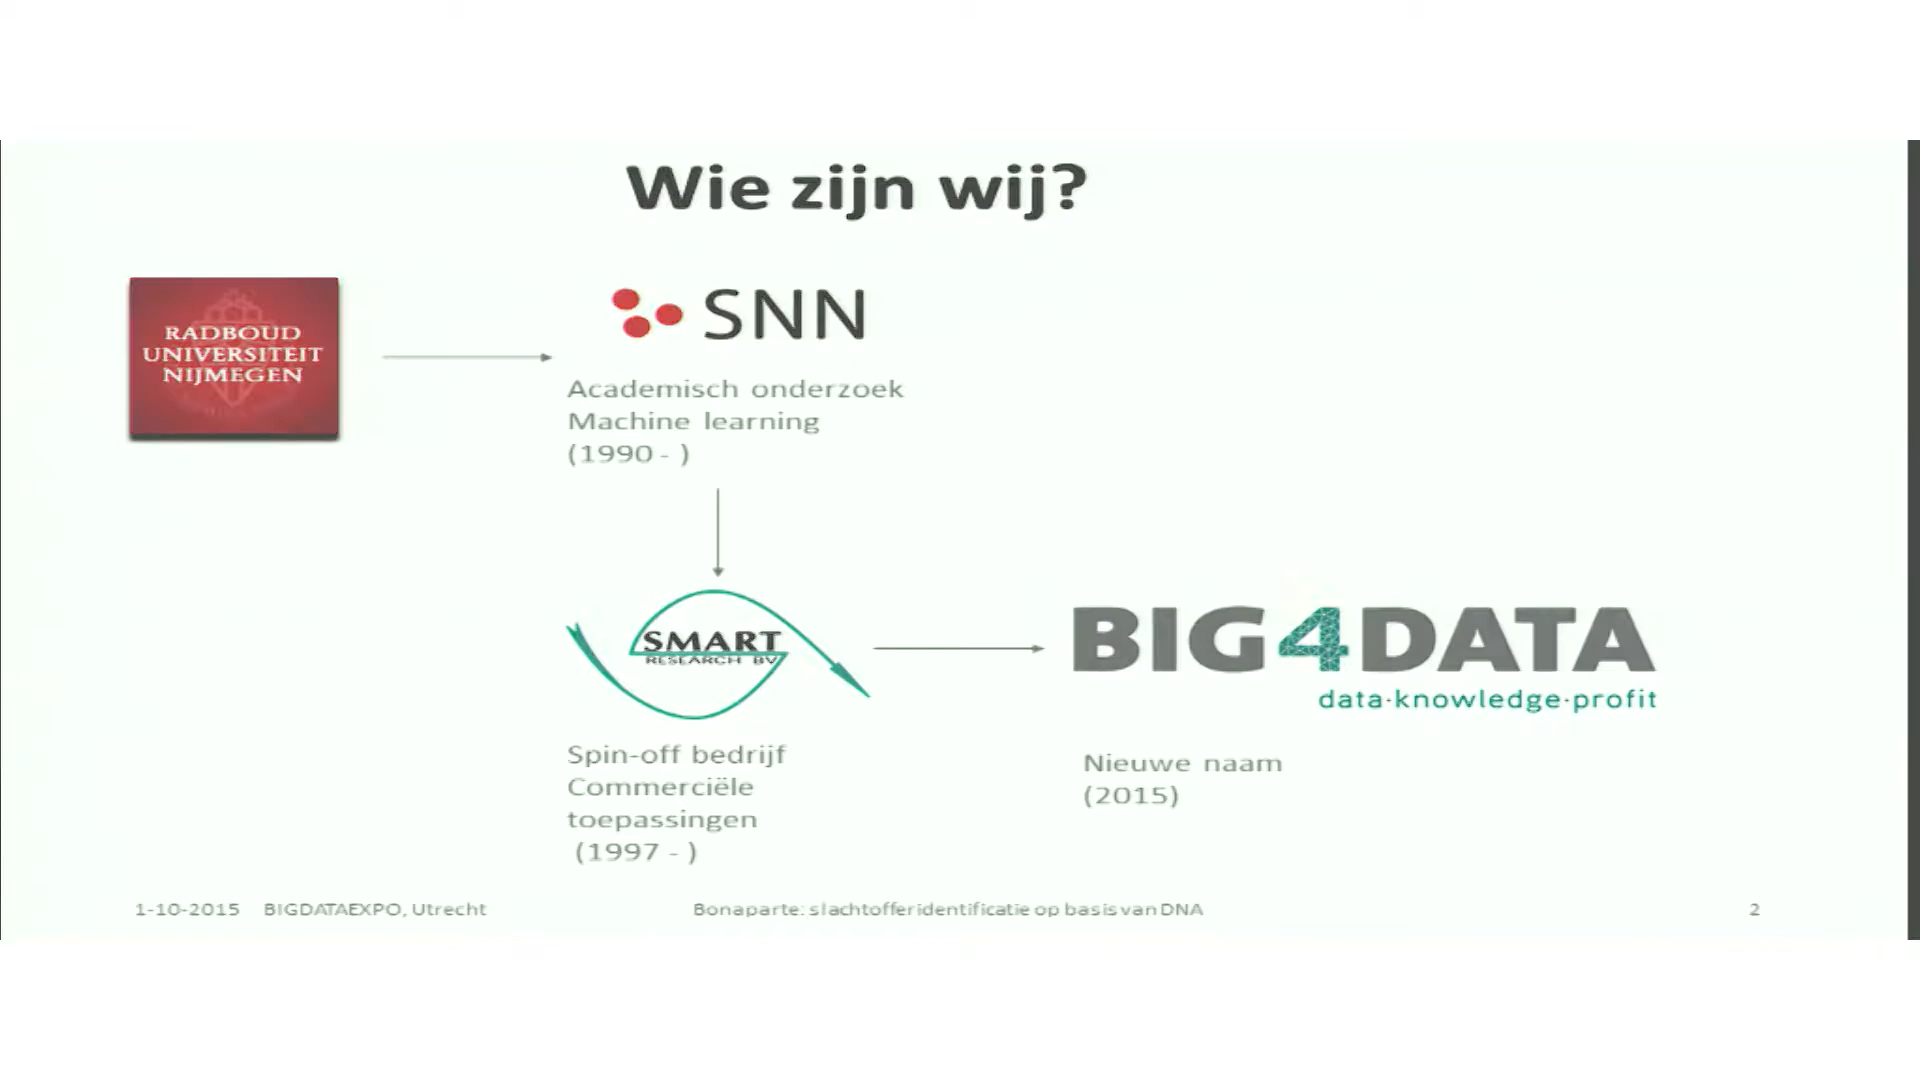 Wie zijn wij?
RADBOUD
UNIVERSITEIT
NIJMEGEN
SNN
Academisch onderzoek
Machine learning
(1990 - )
SMART
RESEARCH BV
BIG4DATA
data·knowledge·profit
Spin-off bedrijf
Commerciële
toepassingen
(1997 - )
Nieuwe naam
(2015)
1-10-2015 BIGDATAEXPO, Utrecht
Bonaparte: slachtofferidentificatie op basis van DNA
2